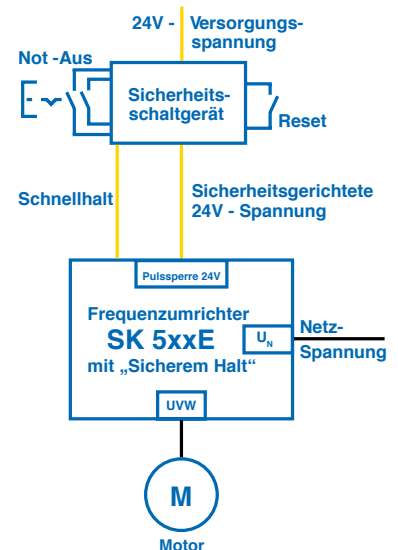 24V - Versorgungs-
spannung
Not -Aus
Sicherheits-
schaltgerät
Reset
Schnellhalt
Sicherheitsgerichtete
24V - Spannung
Pulssperre 24V
Frequenzumrichter
SK 5xxE
mit „Sicherem Halt“
UN
Netz-
Spannung
UVW
M
Motor